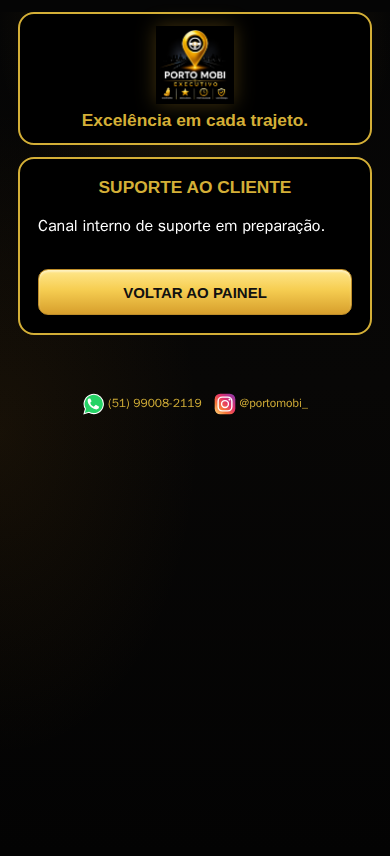 PORTO MOBI
EXECUTIVO
Excelência em cada trajeto.
SUPORTE AO CLIENTE
Canal interno de suporte em preparação.
VOLTAR AO PAINEL
(51) 99008-2119 @portomobi_